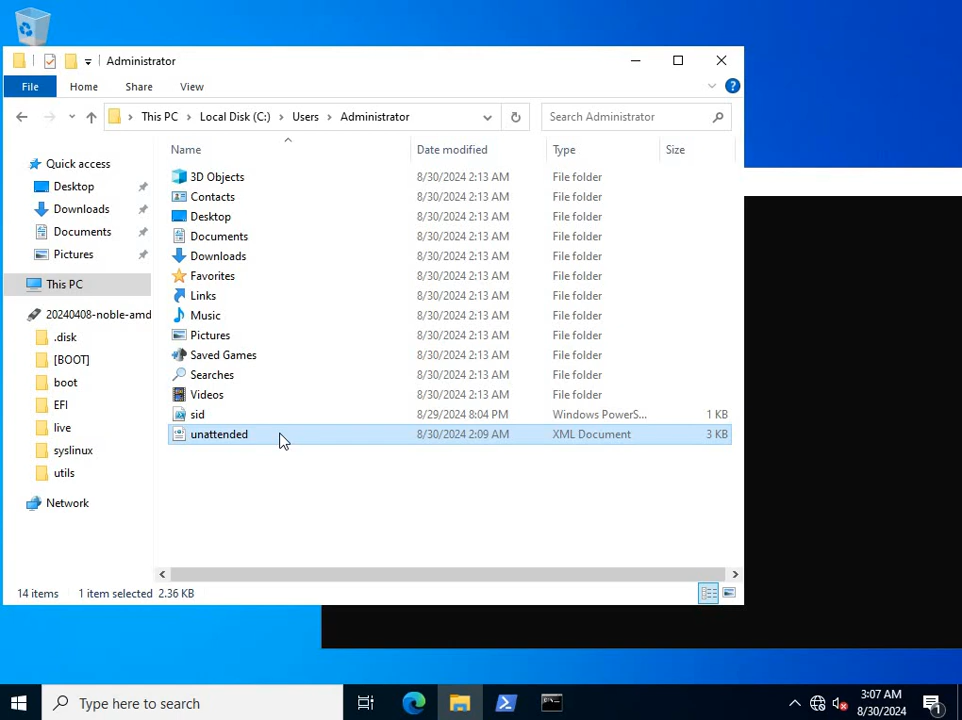 Administrator
File
Home
Share
View
This PC
Local Disk (C:)
Users
Administrator
Search Administrator
Name
Date modified
Type
Size
Quick access
Desktop
Downloads
Documents
Pictures
This PC
20240408-noble-amd
.disk
[BOOT]
boot
EFI
live
syslinux
utils
Network
3D Objects 8/30/2024 2:13 AM File folder
Contacts 8/30/2024 2:13 AM File folder
Desktop 8/30/2024 2:13 AM File folder
Documents 8/30/2024 2:13 AM File folder
Downloads 8/30/2024 2:13 AM File folder
Favorites 8/30/2024 2:13 AM File folder
Links 8/30/2024 2:13 AM File folder
Music 8/30/2024 2:13 AM File folder
Pictures 8/30/2024 2:13 AM File folder
Saved Games 8/30/2024 2:13 AM File folder
Searches 8/30/2024 2:13 AM File folder
Videos 8/30/2024 2:13 AM File folder
sid 8/29/2024 8:04 PM Windows PowerS... 1 KB
unattended 8/30/2024 2:09 AM XML Document 3 KB
14 items 1 item selected 2.36 KB
Type here to search
3:07 AM
8/30/2024
1